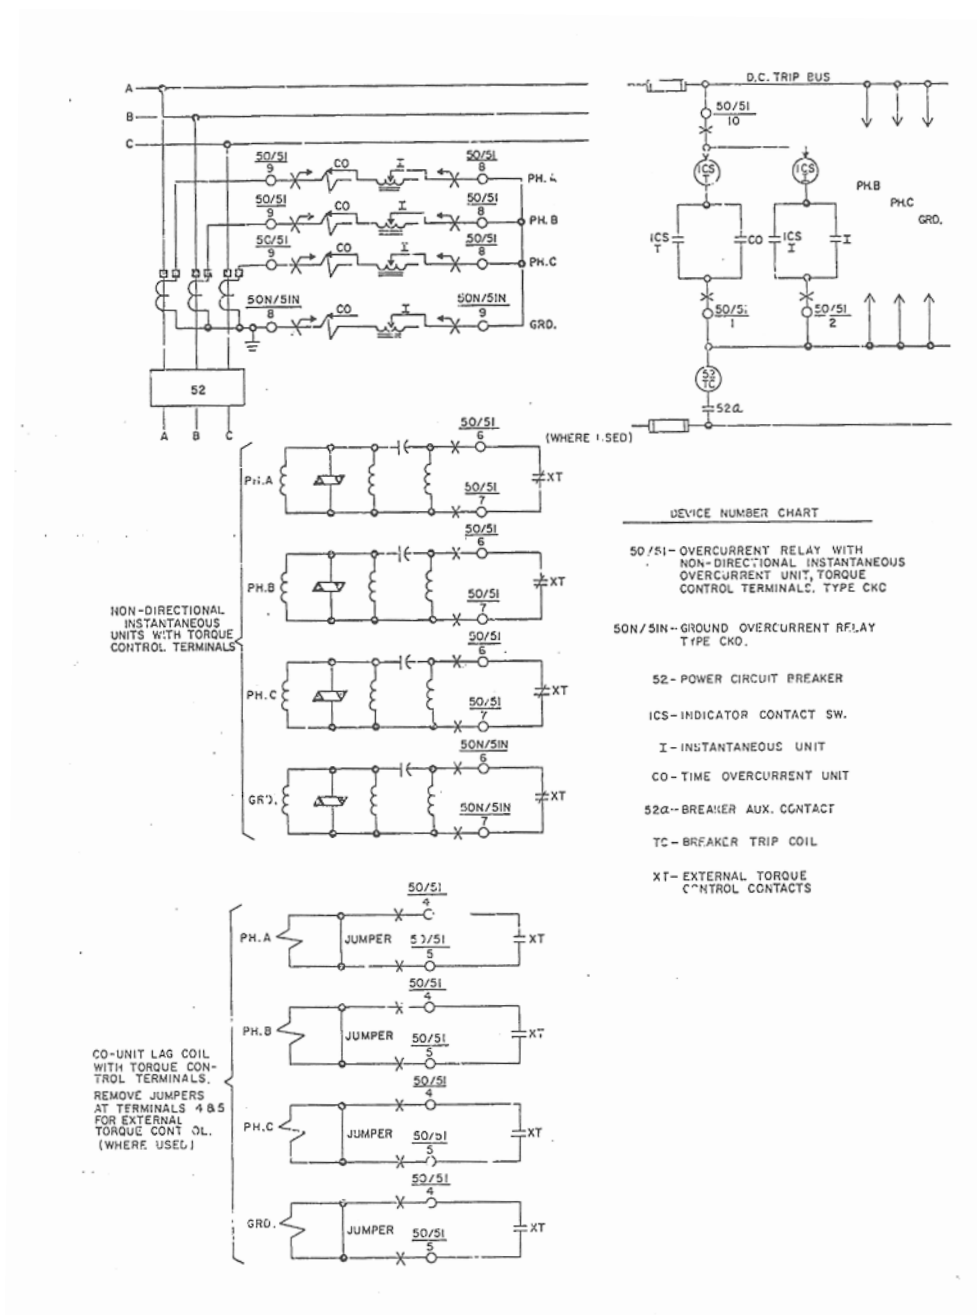 A
B
C
D.C. TRIP BUS
50/51
9
CO
I
50/51
8
PH. A
50/51
9
CO
I
50/51
8
PH. B
50/51
9
CO
I
50/51
8
PH.C
50N/51N
8
CO
I
50N/51N
9
GRD.
52
A B C
50/51
10
ICS
T
ICS
I
ICS
T
CO
ICS
I
I
50/51
1
50/51
2
PH.B
PH.C
GRD.
52
TC
52a
(WHERE USED)
NON-DIRECTIONAL
INSTANTANEOUS
UNITS WITH TORQUE
CONTROL TERMINALS
PH.A
50/51
6
50/51
7
XT
PH.B
50/51
6
50/51
7
XT
PH.C
50/51
6
50/51
7
XT
GRD.
50N/51N
6
50N/51N
7
XT
DEVICE NUMBER CHART
50/51- OVERCURRENT RELAY WITH
NON-DIRECTIONAL INSTANTANEOUS
OVERCURRENT UNIT, TORQUE
CONTROL TERMINALS, TYPE CKO
50N/51N-- GROUND OVERCURRENT RELAY
TYPE CKO.
52- POWER CIRCUIT BREAKER
ICS-INDICATOR CONTACT SW.
I-INSTANTANEOUS UNIT
CO-TIME OVERCURRENT UNIT
52a--BREAKER AUX. CONTACT
TC-BREAKER TRIP COIL
XT- EXTERNAL TORQUE
CONTROL CONTACTS
CO-UNIT LAG COIL
WITH TORQUE CON-
TROL TERMINALS.
REMOVE JUMPERS
AT TERMINALS 4&5
FOR EXTERNAL
TORQUE CONTROL.
(WHERE USED)
PH.A
JUMPER
50/51
4
50/51
5
XT
PH.B
JUMPER
50/51
4
50/51
5
XT
PH.C
JUMPER
50/51
4
50/51
5
XT
GRD.
JUMPER
50/51
4
50/51
5
XT